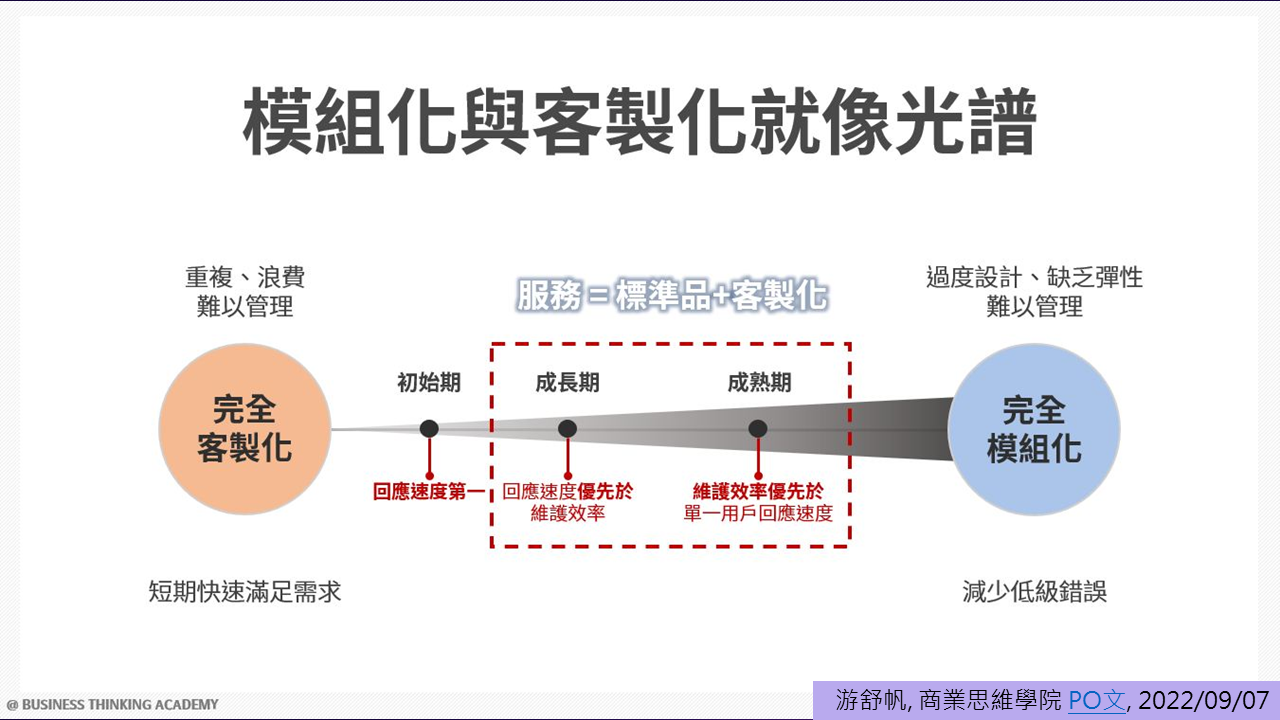 模組化與客製化就像光譜
重複、浪費
難以管理
服務 = 標準品+客製化
過度設計、缺乏彈性
難以管理
完全
客製化
初始期
成長期
成熟期
完全
模組化
回應速度第一
回應速度優先於
維護效率
維護效率優先於
單一用戶回應速度
短期快速滿足需求
減少低級錯誤
@ BUSINESS THINKING ACADEMY
游舒帆, 商業思維學院 PO文, 2022/09/07